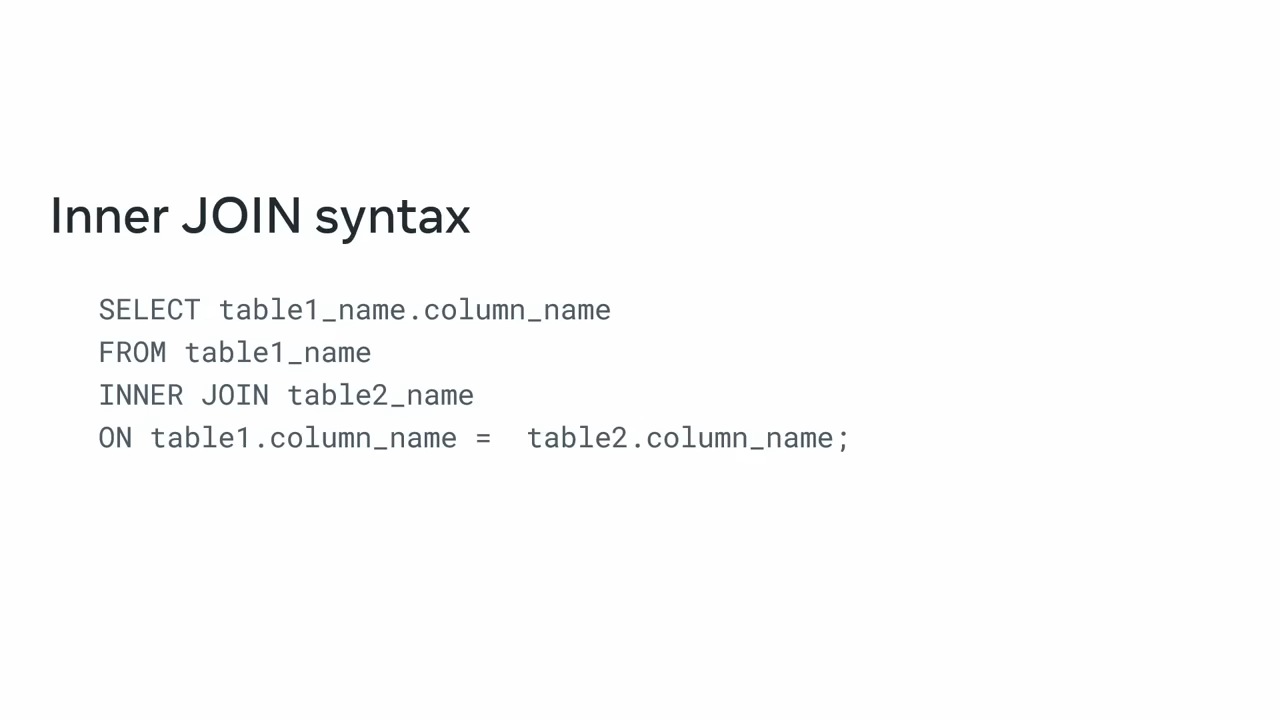 Inner JOIN syntax
SELECT table1_name.column_name
FROM table1_name
INNER JOIN table2_name
ON table1.column_name =  table2.column_name;